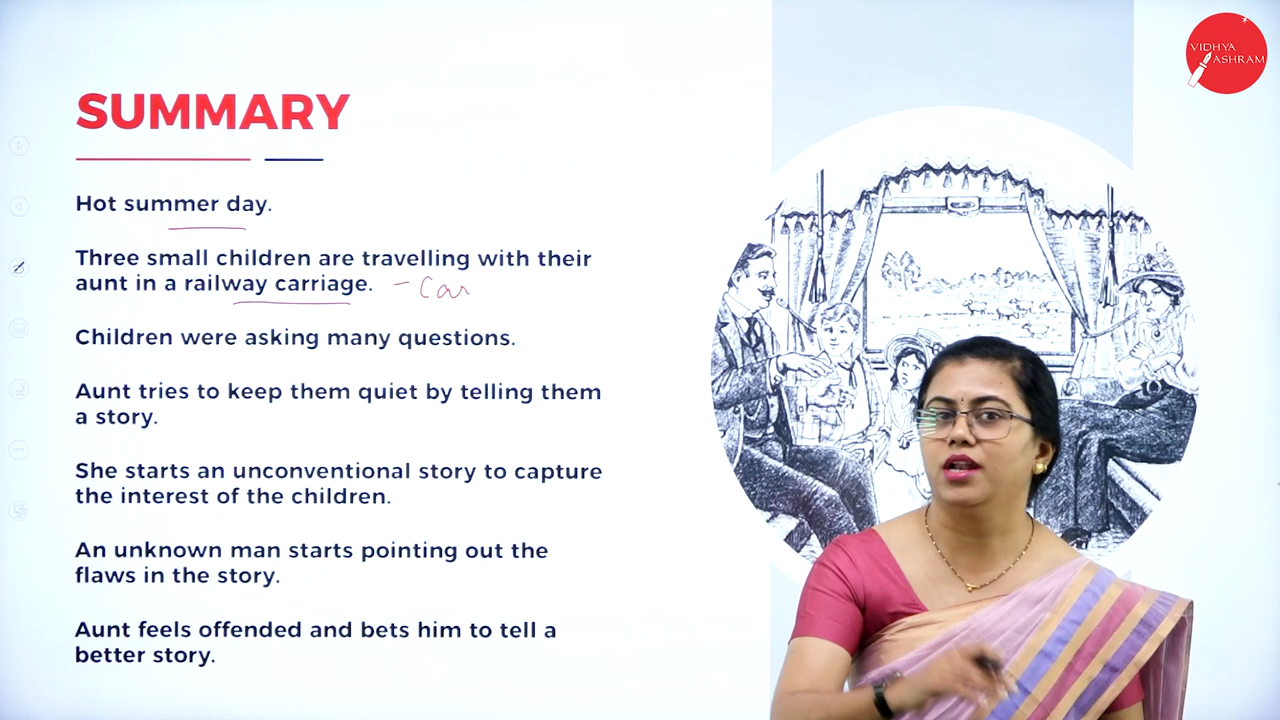 VIDHYA
ASHRAM
SUMMARY
Hot summer day.
Three small children are travelling with their
aunt in a railway carriage. - Car
Children were asking many questions.
Aunt tries to keep them quiet by telling them
a story.
She starts an unconventional story to capture
the interest of the children.
An unknown man starts pointing out the
flaws in the story.
Aunt feels offended and bets him to tell a
better story.